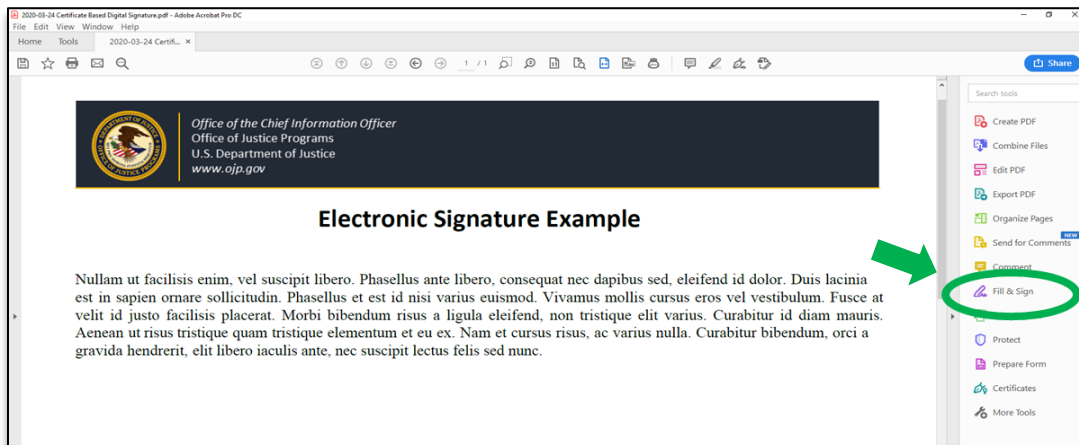 2020-03-24 Certificate Based Digital Signature.pdf - Adobe Acrobat Pro DC
File Edit View Window Help
Home Tools 2020-03-24 Certifi... ×
1 / 1
Share
Search tools
Office of the Chief Information Officer
Office of Justice Programs
U.S. Department of Justice
www.ojp.gov
Electronic Signature Example
Nullam ut facilisis enim, vel suscipit libero. Phasellus ante libero, consequat nec dapibus sed, eleifend id dolor. Duis lacinia
est in sapien ornare sollicitudin. Phasellus et est id nisi varius euismod. Vivamus mollis cursus eros vel vestibulum. Fusce at
velit id justo facilisis placerat. Morbi bibendum risus a ligula eleifend, non tristique elit varius. Curabitur id diam mauris.
Aenean ut risus tristique quam tristique elementum et eu ex. Nam et cursus risus, ac varius nulla. Curabitur bibendum, orci a
gravida hendrerit, elit libero iaculis ante, nec suscipit lectus felis sed nunc.
Create PDF
Combine Files
Edit PDF
Export PDF
Organize Pages
NEW
Send for Comments
Comment
Fill & Sign
Protect
Prepare Form
Certificates
More Tools